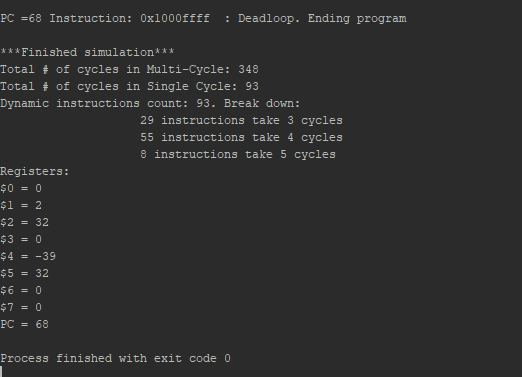 PC =68 Instruction: 0x1000ffff  : Deadloop. Ending program
***Finished simulation***
Total # of cycles in Multi-Cycle: 348
Total # of cycles in Single Cycle: 93
Dynamic instructions count: 93. Break down:
29 instructions take 3 cycles
55 instructions take 4 cycles
8 instructions take 5 cycles
Registers:
$0 = 0
$1 = 2
$2 = 32
$3 = 0
$4 = -39
$5 = 32
$6 = 0
$7 = 0
PC = 68
Process finished with exit code 0